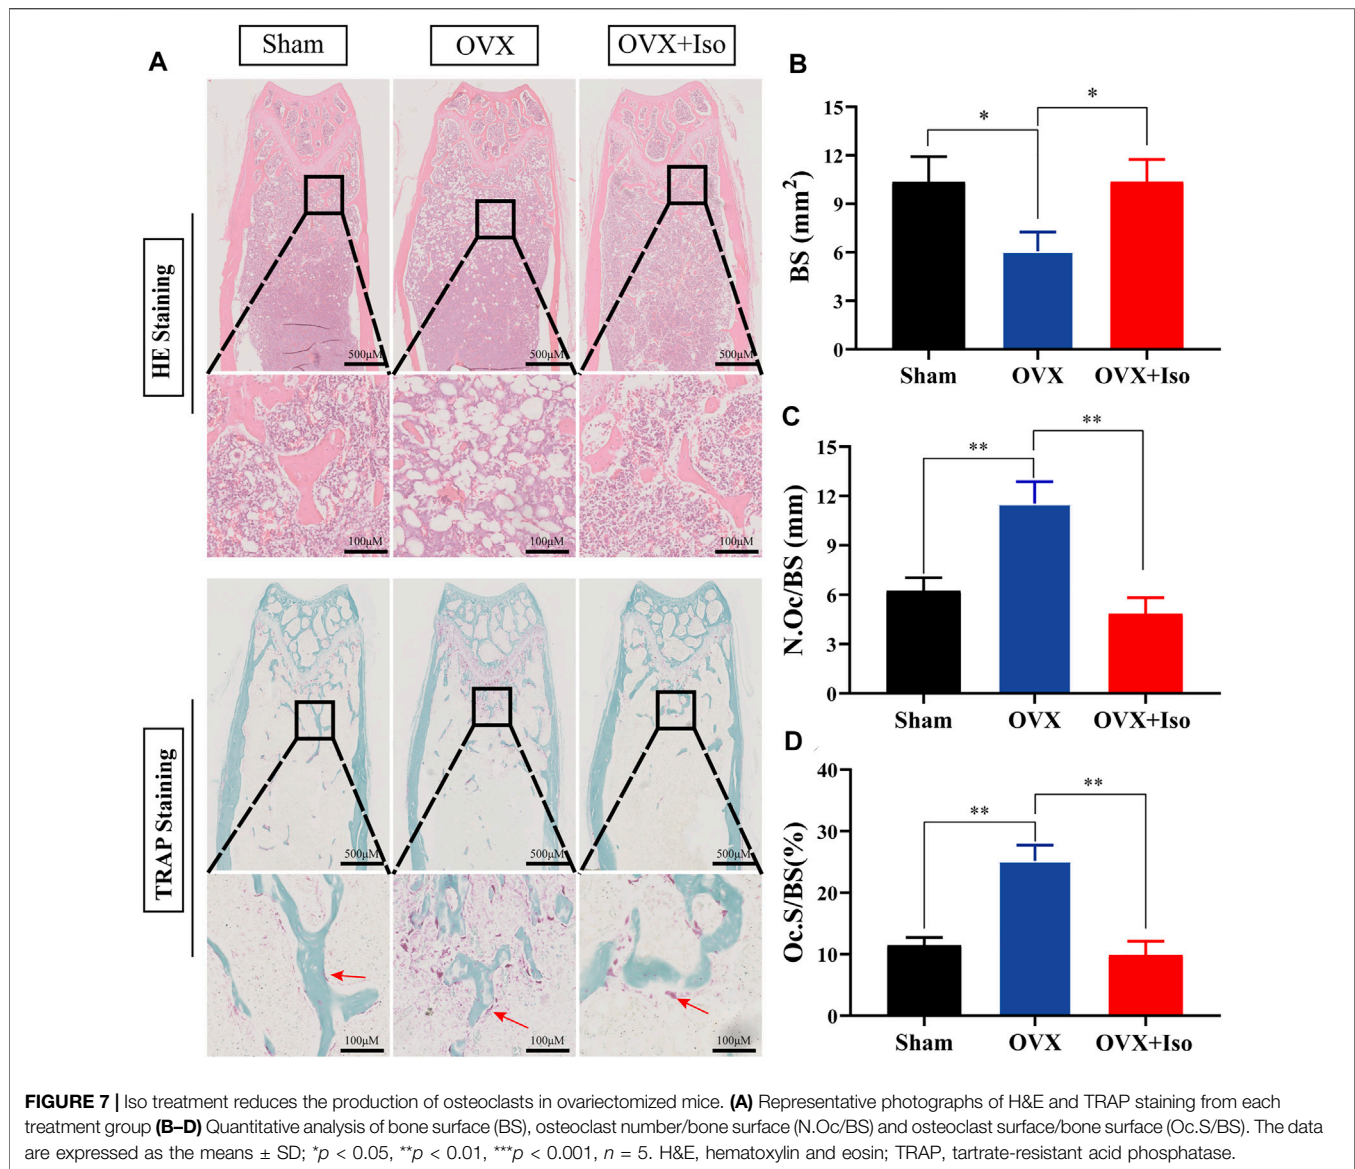 A
Sham
OVX
OVX+Iso
HE Staining
500μM
500μM
500μM
100μM
100μM
100μM
TRAP Staining
500μM
500μM
500μM
100μM
100μM
100μM
B
BS (mm²)
15
12
9
6
3
0
*
*
Sham
OVX
OVX+Iso
C
N.Oc/BS (mm)
15
12
9
6
3
0
**
**
Sham
OVX
OVX+Iso
D
Oc.S/BS(%)
40
30
20
10
0
**
**
Sham
OVX
OVX+Iso
FIGURE 7 | Iso treatment reduces the production of osteoclasts in ovariectomized mice. (A) Representative photographs of H&E and TRAP staining from each
treatment group (B–D) Quantitative analysis of bone surface (BS), osteoclast number/bone surface (N.Oc/BS) and osteoclast surface/bone surface (Oc.S/BS). The data
are expressed as the means ± SD; *p < 0.05, **p < 0.01, ***p < 0.001, n = 5. H&E, hematoxylin and eosin; TRAP, tartrate-resistant acid phosphatase.